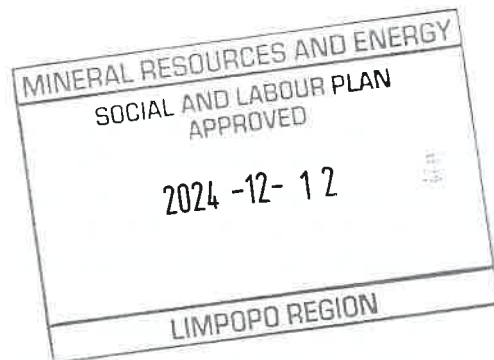 MINERAL RESOURCES AND ENERGY
SOCIAL AND LABOUR PLAN
APPROVED
2024 -12- 12
LIMPOPO REGION